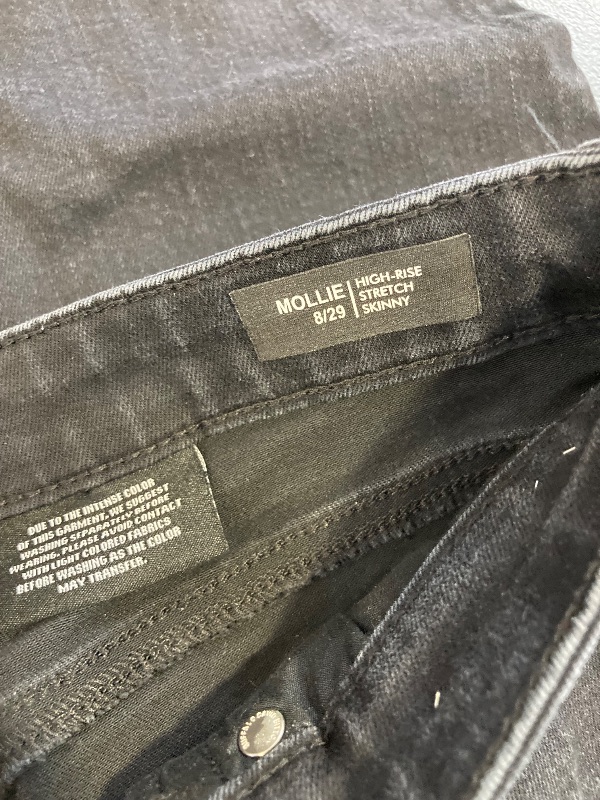 MOLLIE
8/29
HIGH-RISE
STRETCH
SKINNY
DUE TO THE INTENSE COLOR
OF THIS GARMENT, WE SUGGEST
WASHING SEPARATELY BEFORE
WEARING. PLEASE AVOID CONTACT
WITH LIGHT COLORED FABRICS
BEFORE WASHING AS THE COLOR
MAY TRANSFER.